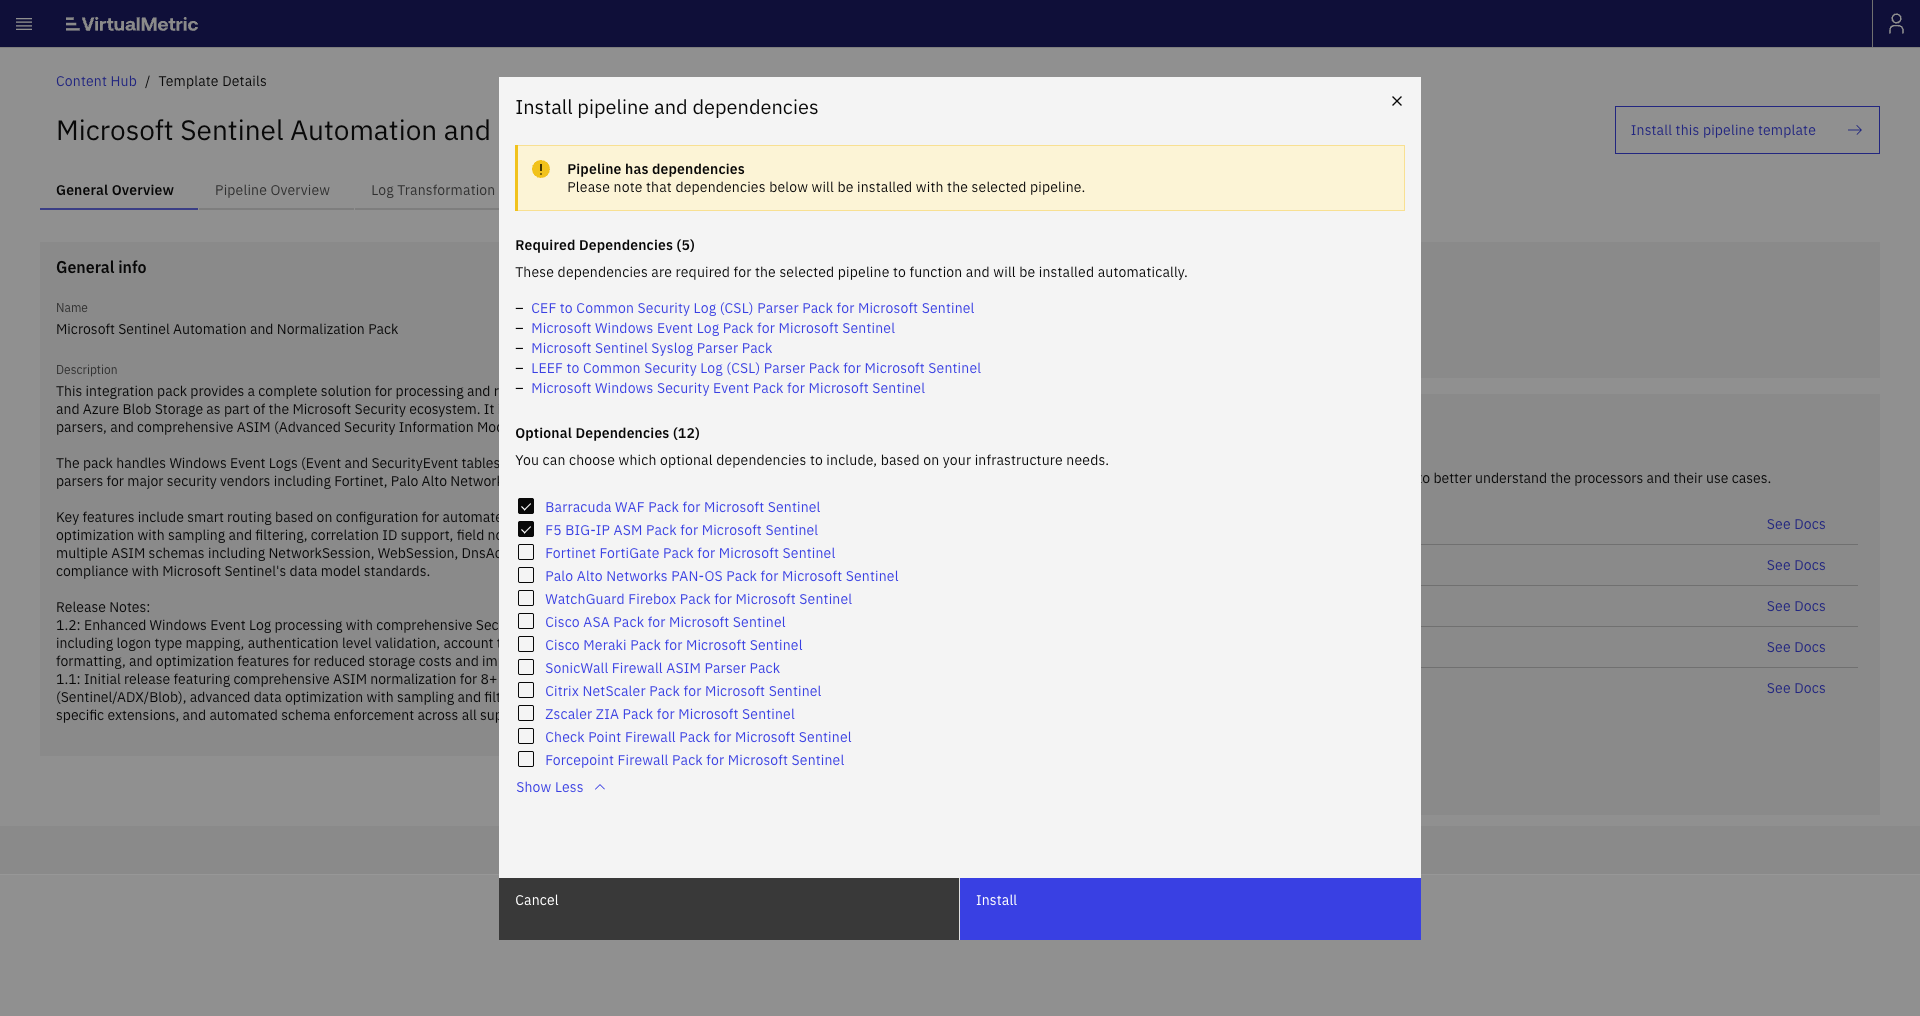 VirtualMetric
Content Hub / Template Details
Microsoft Sentinel Automation and
Install this pipeline template
General Overview
Pipeline Overview
Log Transformation
General info
Name
Microsoft Sentinel Automation and Normalization Pack
Description
This integration pack provides a complete solution for processing and
and Azure Blob Storage as part of the Microsoft Security ecosystem. It
parsers, and comprehensive ASIM (Advanced Security Information
The pack handles Windows Event Logs (Event and SecurityEvent tables
parsers for major security vendors including Fortinet, Palo Alto
Key features include smart routing based on configuration for
optimization with sampling and filtering, correlation ID support, field
multiple ASIM schemas including NetworkSession, WebSession,
compliance with Microsoft Sentinel's data model standards.
Release Notes:
1.2: Enhanced Windows Event Log processing with comprehensive
including logon type mapping, authentication level validation, account
formatting, and optimization features for reduced storage costs and
1.1: Initial release featuring comprehensive ASIM normalization for 8+
(Sentinel/ADX/Blob), advanced data optimization with sampling and
specific extensions, and automated schema enforcement across all
Install pipeline and dependencies
Pipeline has dependencies
Please note that dependencies below will be installed with the selected pipeline.
Required Dependencies (5)
These dependencies are required for the selected pipeline to function and will be installed automatically.
– CEF to Common Security Log (CSL) Parser Pack for Microsoft Sentinel
– Microsoft Windows Event Log Pack for Microsoft Sentinel
– Microsoft Sentinel Syslog Parser Pack
– LEEF to Common Security Log (CSL) Parser Pack for Microsoft Sentinel
– Microsoft Windows Security Event Pack for Microsoft Sentinel
Optional Dependencies (12)
You can choose which optional dependencies to include, based on your infrastructure needs.
Barracuda WAF Pack for Microsoft Sentinel
F5 BIG-IP ASM Pack for Microsoft Sentinel
Fortinet FortiGate Pack for Microsoft Sentinel
Palo Alto Networks PAN-OS Pack for Microsoft Sentinel
WatchGuard Firebox Pack for Microsoft Sentinel
Cisco ASA Pack for Microsoft Sentinel
Cisco Meraki Pack for Microsoft Sentinel
SonicWall Firewall ASIM Parser Pack
Citrix NetScaler Pack for Microsoft Sentinel
Zscaler ZIA Pack for Microsoft Sentinel
Check Point Firewall Pack for Microsoft Sentinel
Forcepoint Firewall Pack for Microsoft Sentinel
Show Less
Cancel
Install
better understand the processors and their use cases.
See Docs
See Docs
See Docs
See Docs
See Docs